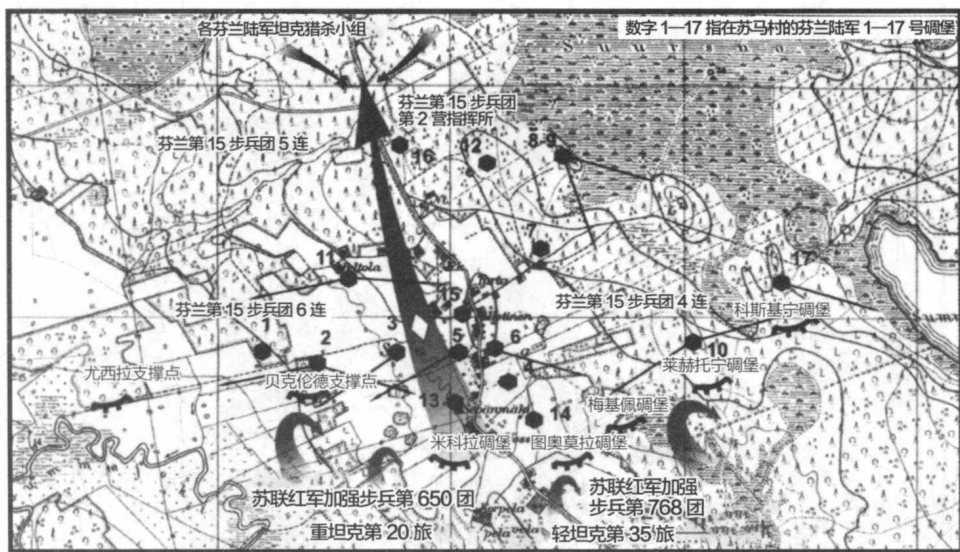 各芬兰陆军坦克猎杀小组
数字 1—17 指在苏马村的芬兰陆军 1—17 号碉堡
芬兰第 15 步兵团
第 2 营指挥所
芬兰第 15 步兵团 5 连
16
12
8-9
7
11
17
15
芬兰第 15 步兵团 4 连
芬兰第 15 步兵团 6 连
科斯基宁碉堡
1
2
3
5
6
10
4
尤西拉支撑点
贝克伦德支撑点
莱赫托宁碉堡
13
14
梅基佩碉堡
米科拉碉堡
图奥莫拉碉堡
苏联红军加强步兵第 650 团
重坦克第 20 旅
苏联红军加强
步兵第 768 团
轻坦克第 35 旅